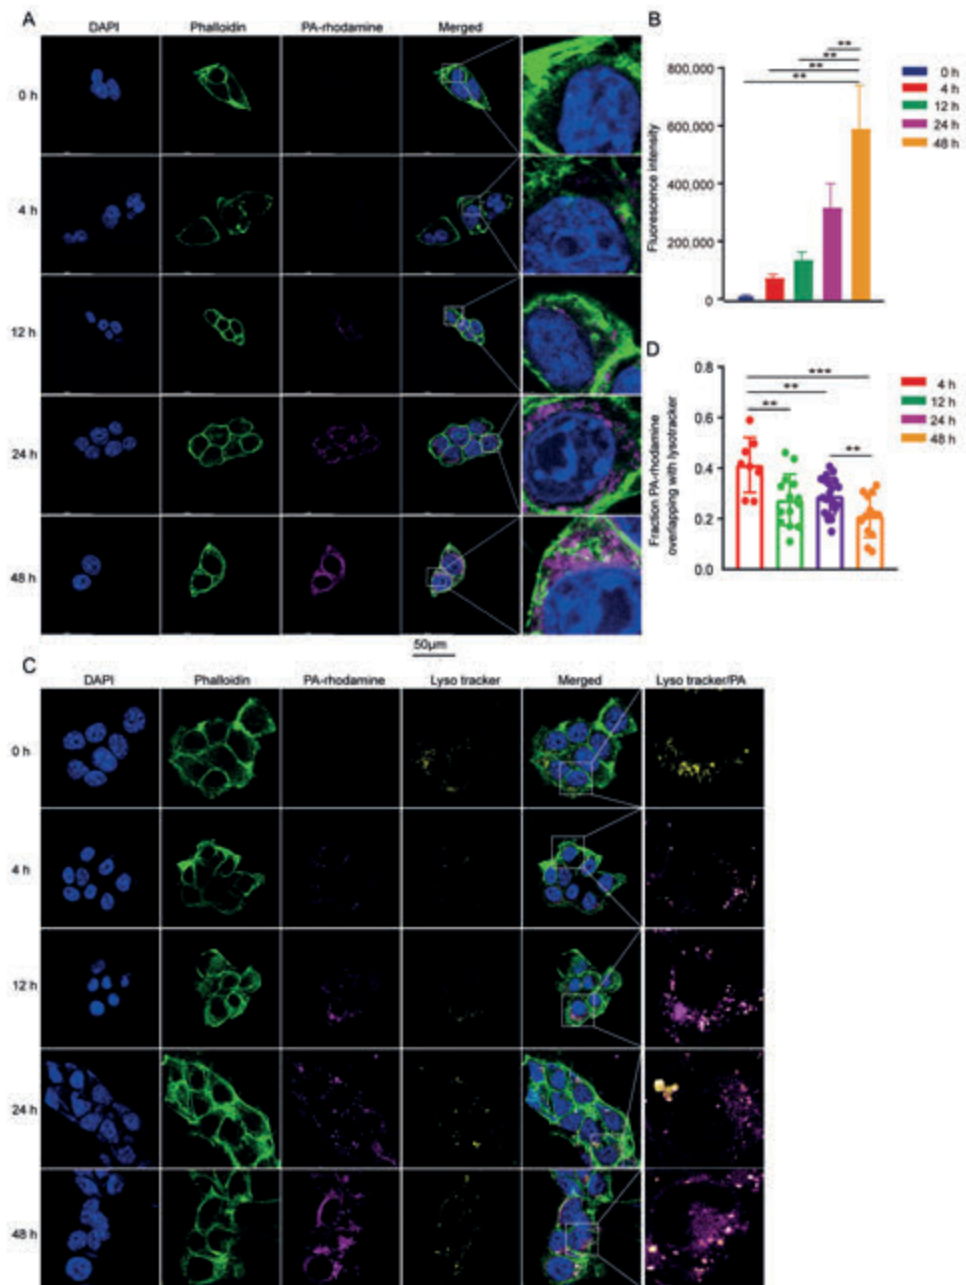 A
DAPI Phalloidin PA-rhodamine Merged
0 h
4 h
12 h
24 h
48 h
50μm
B
Fluorescence intensity
800,000
600,000
400,000
200,000
0
** ** ** **
0 h
4 h
12 h
24 h
48 h
D
Fraction PA-rhodamine
overlapping with lysotracker
0.8
0.6
0.4
0.2
0.0
***
**
** **
4 h
12 h
24 h
48 h
C
DAPI Phalloidin PA-rhodamine Lyso tracker Merged Lyso tracker/PA
0 h
4 h
12 h
24 h
48 h